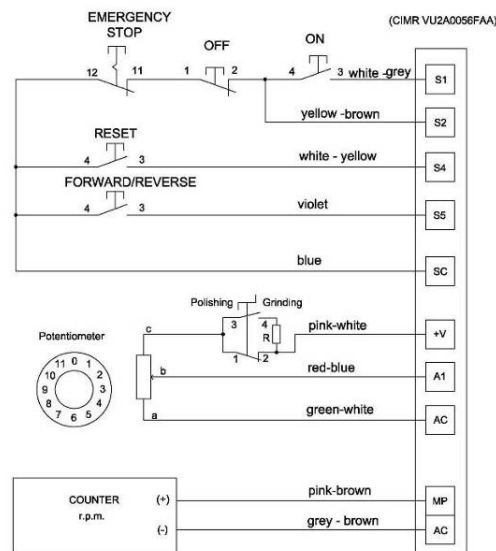 EMERGENCY
STOP
OFF
ON
(CIMR VU2A0056FAA)
12 11 1 2 4 3 white -grey S1
yellow -brown S2
RESET
4 3 white - yellow S4
FORWARD/REVERSE
4 3 violet S5
blue SC
Polishing Grinding
3 4 R pink-white +V
1 2
c
Potentiometer
b red-blue A1
a green-white AC
11 0 1
10 2
9 3
8 4
7 6 5
pink-brown MP
COUNTER (+)
r.p.m.
(-) grey - brown AC